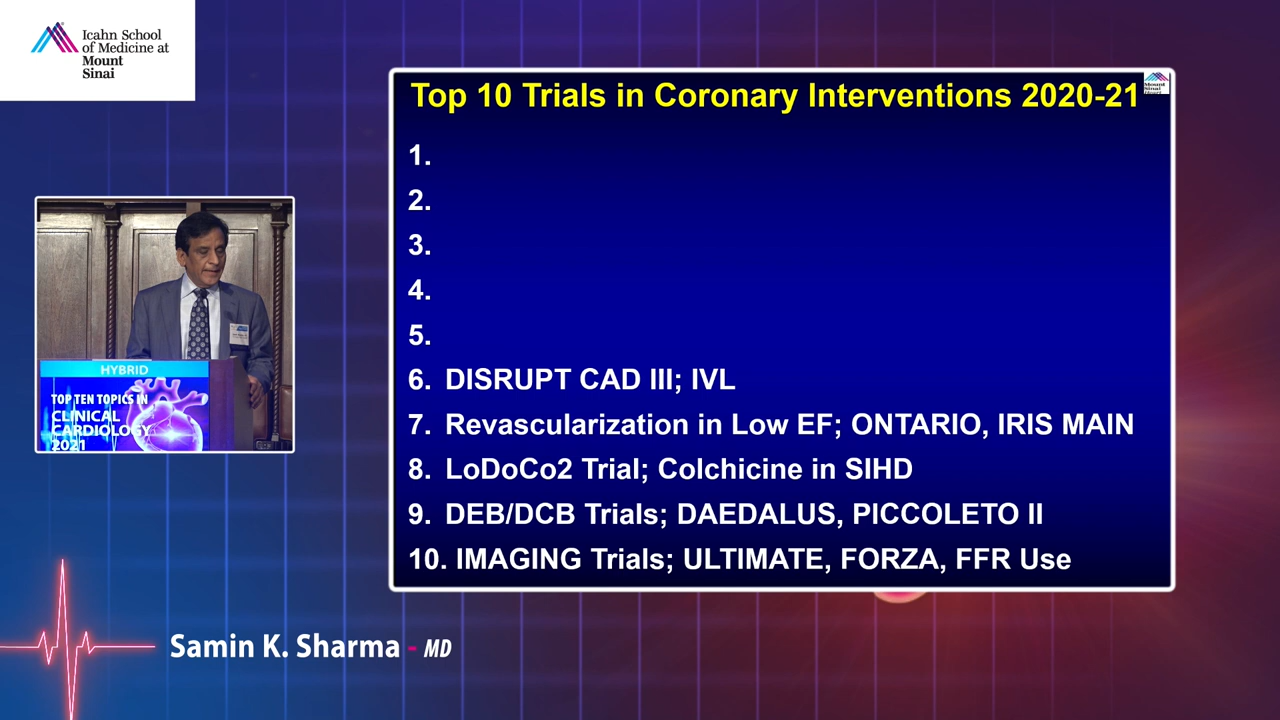 Icahn School
of Medicine at
Mount
Sinai
Top 10 Trials in Coronary Interventions 2020-21
Mount
Sinai
1.
2.
3.
4.
5.
6. DISRUPT CAD III; IVL
7. Revascularization in Low EF; ONTARIO, IRIS MAIN
8. LoDoCo2 Trial; Colchicine in SIHD
9. DEB/DCB Trials; DAEDALUS, PICCOLETO II
10. IMAGING Trials; ULTIMATE, FORZA, FFR Use
HYBRID
TOP TEN TOPICS IN
CLINICAL
CARDIOLOGY
2021
Samin K. Sharma - MD